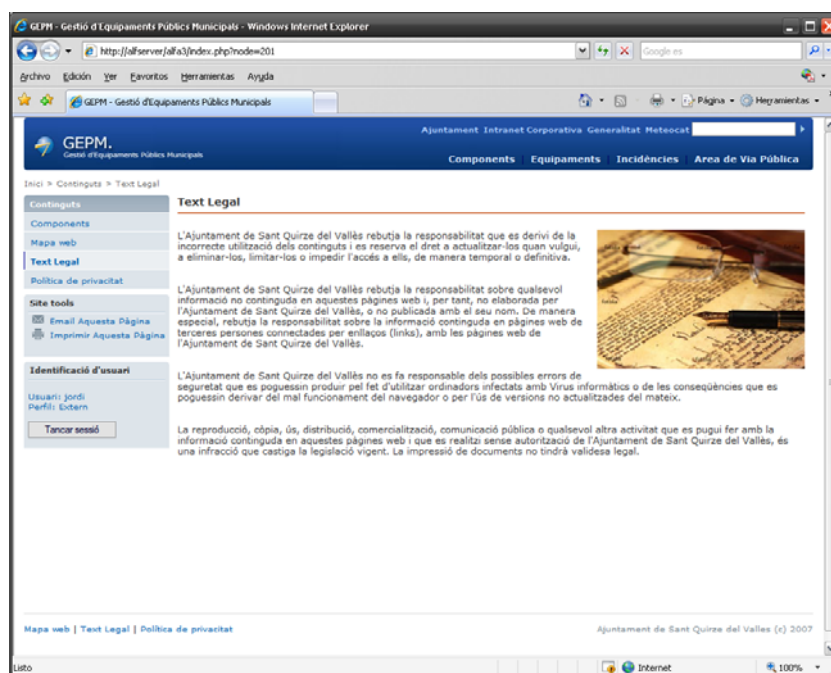 GEPM - Gestió d'Equipaments Públics Municipals - Windows Internet Explorer
http://alfserver/alfa3/index.php?node=201
Google es
Archivo Edición Ver Favoritos Herramientas Ayuda
GEPM - Gestió d'Equipaments Públics Municipals
Página Herramientas
Ajuntament Intranet Corporativa Generalitat Meteocat
GEPM.
Gestió d'Equipaments Públics Municipals
Components Equipaments Incidències Area de Via Pública
Inici > Continguts > Text Legal
Continguts
Components
Mapa web
Text Legal
Política de privacitat
Site tools
Email Aquesta Pàgina
Imprimir Aquesta Pàgina
Identificació d'usuari
Usuari: jordi
Perfil: Extern
Tancar sessió
Text Legal
L'Ajuntament de Sant Quirze del Vallès rebutja la responsabilitat que es derivi de la
incorrecte utilització dels continguts i es reserva el dret a actualitzar-los quan vulgui,
a eliminar-los, limitar-los o impedir l'accés a ells, de manera temporal o definitiva.
L'Ajuntament de Sant Quirze del Vallès rebutja la responsabilitat sobre qualsevol
informació no continguda en aquestes pàgines web i, per tant, no elaborada per
l'Ajuntament de Sant Quirze del Vallès, o no publicada amb el seu nom. De manera
especial, rebutja la responsabilitat sobre la informació continguda en pàgines web de
terceres persones connectades per enllaços (links), amb les pàgines web de
l'Ajuntament de Sant Quirze del Vallès.
L'Ajuntament de Sant Quirze del Vallès no es fa responsable dels possibles errors de
seguretat que es poguessin produir pel fet d'utilitzar ordinadors infectats amb Virus informàtics o de les conseqüències que es
poguessin derivar del mal funcionament del navegador o per l'ús de versions no actualitzades del mateix.
La reproducció, còpia, ús, distribució, comercialització, comunicació pública o qualsevol altra activitat que es pugui fer amb la
informació continguda en aquestes pàgines web i que es realitzi sense autorització de l'Ajuntament de Sant Quirze del Vallès, és
una infracció que castiga la legislació vigent. La impressió de documents no tindrà validesa legal.
Mapa web | Text Legal | Política de privacitat
Ajuntament de Sant Quirze del Valles (c) 2007
Listo
Internet
100%